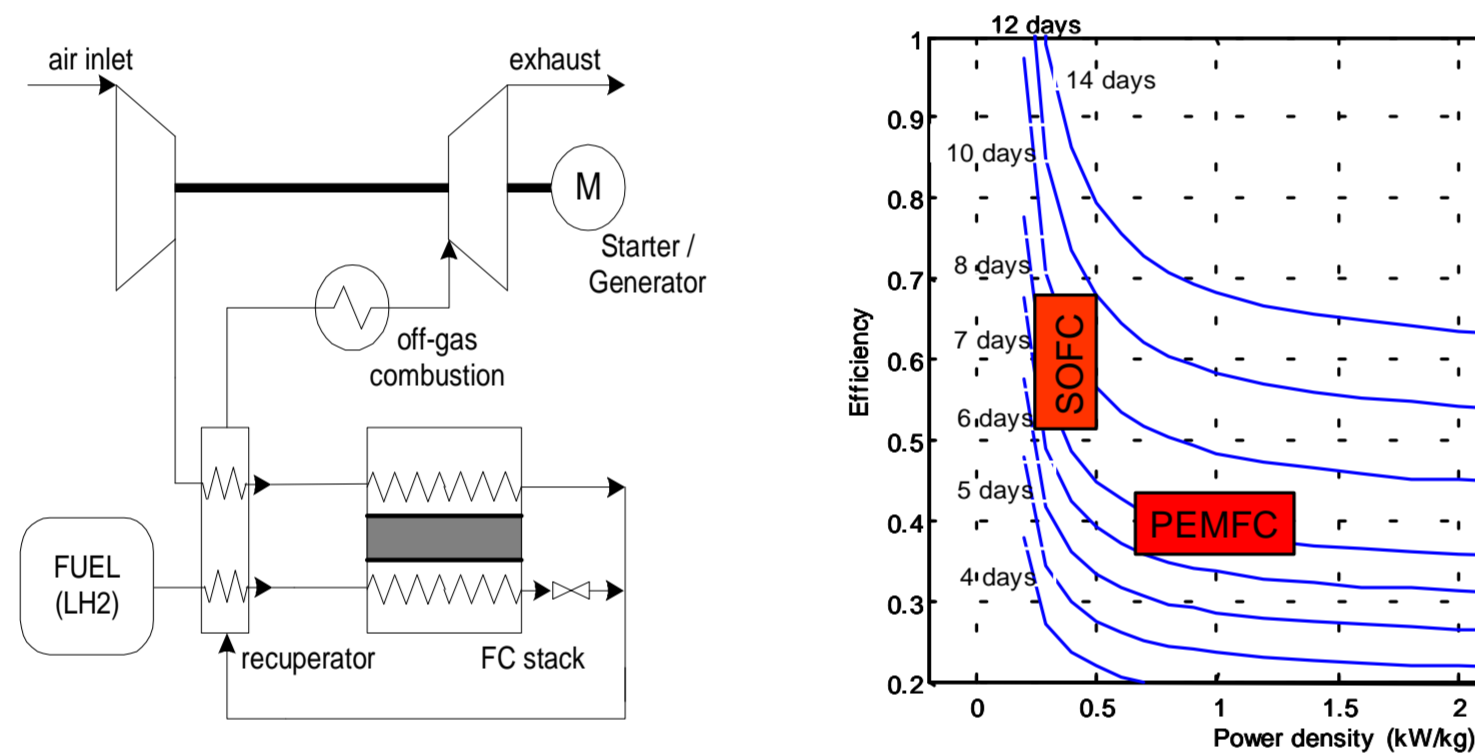 air inlet
exhaust
M
Starter /
Generator
off-gas
combustion
FUEL
(LH2)
recuperator
FC stack
12 days
14 days
10 days
8 days
7 days
6 days
5 days
4 days
SOFC
PEMFC
Efficiency
1
0.9
0.8
0.7
0.6
0.5
0.4
0.3
0.2
0
0.5
1
1.5
2
Power density (kW/kg)